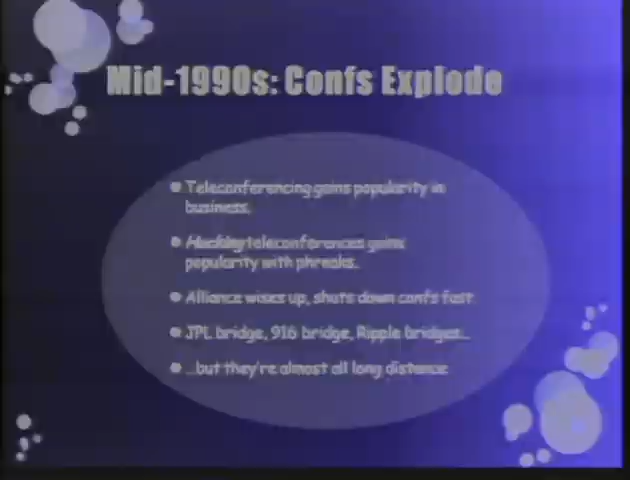 Mid-1990s: Confs Explode
Teleconferencing gains popularity in
business.
Hacking teleconferences gains
popularity with phreaks.
Alliance wises up, shuts down confs fast.
JPL bridge, 916 bridge, Ripple bridges...
...but they're almost all long distance.